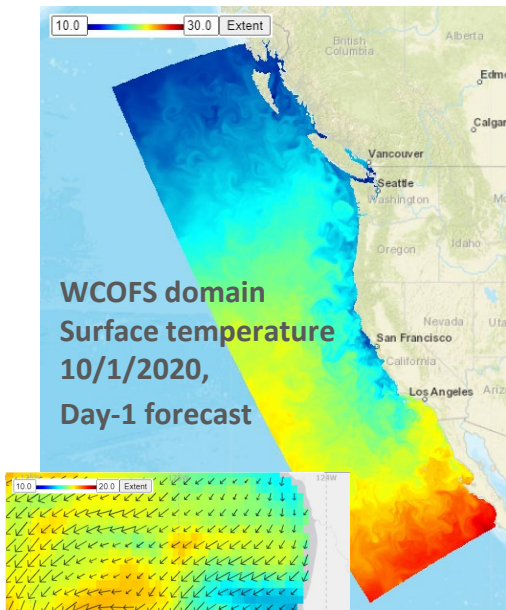 10.0 30.0 Extent
British
Columbia
Alberta
Edm
Calgar
Vancouver
Seattle
Washington
Oregon
Idaho
WCOFS domain
Surface temperature
10/1/2020,
Day-1 forecast
Nevada
Uta
San Francisco
California
Los Angeles
Ariz
10.0 20.0 Extent
124W